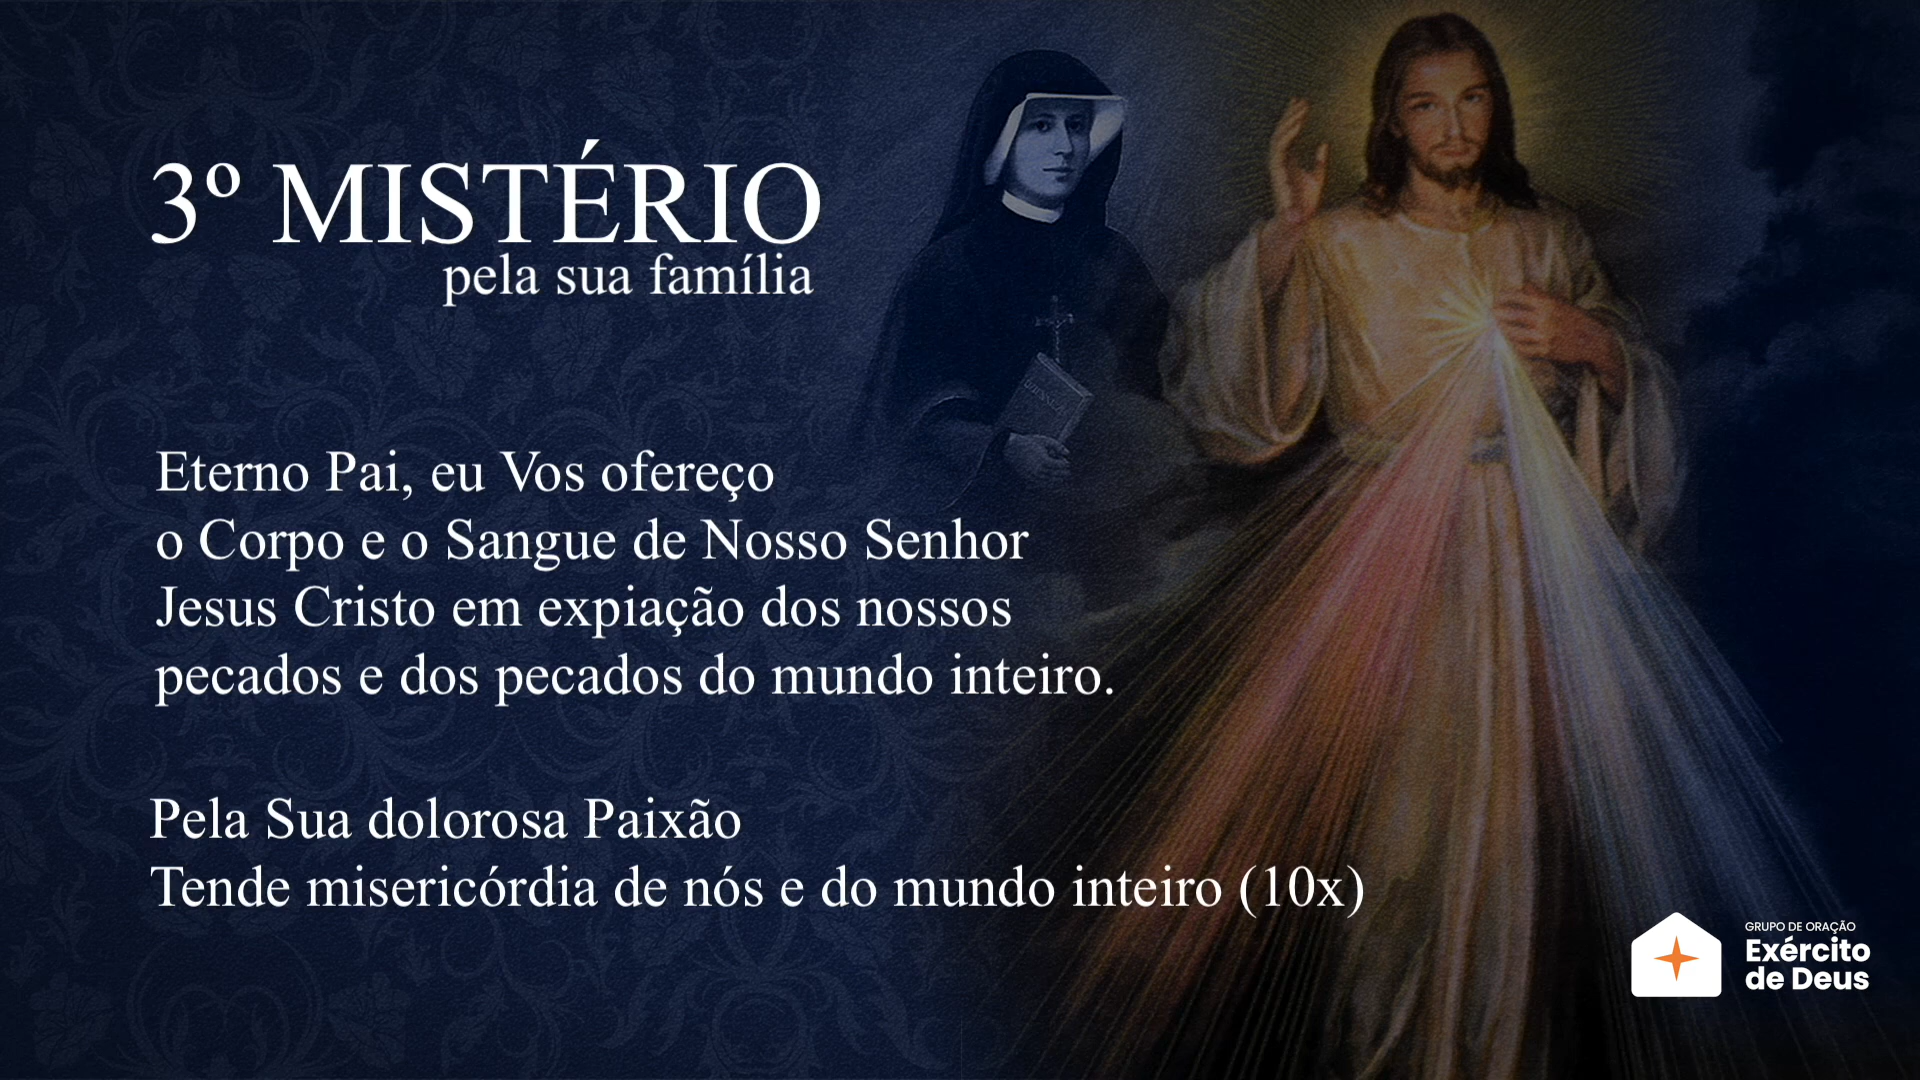 3º MISTÉRIO
pela sua família
Eterno Pai, eu Vos ofereço
o Corpo e o Sangue de Nosso Senhor
Jesus Cristo em expiação dos nossos
pecados e dos pecados do mundo inteiro.
Pela Sua dolorosa Paixão
Tende misericórdia de nós e do mundo inteiro (10x)
GRUPO DE ORAÇÃO
Exército
de Deus